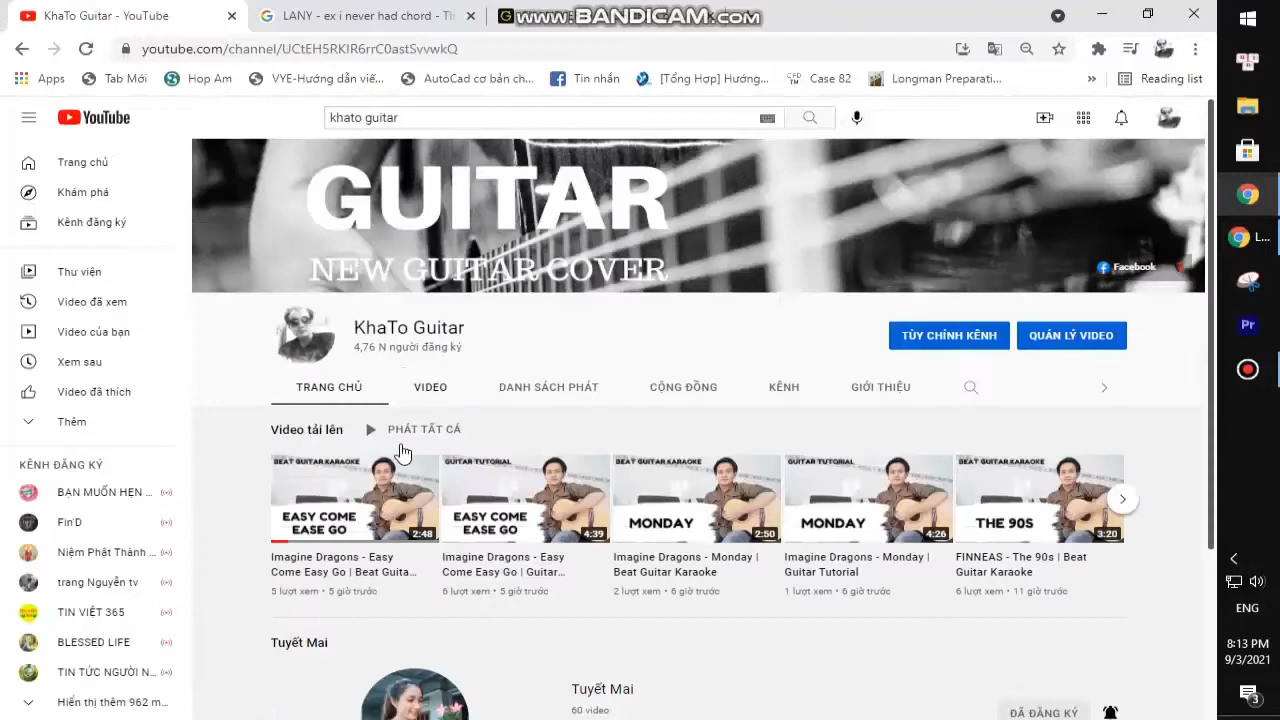 KhaTo Guitar - YouTube
LANY - ex i never had chord - Ti
www.BANDICAM.com
youtube.com/channel/UCtEH5RKIR6rrC0astSvvwkQ
Apps
Tab Mới
Hop Am
VYE-Hướng dẫn viế...
AutoCad cơ bản ch...
Tin nhắn
[Tổng Hợp] Hướng...
Case 82
Longman Preparati...
»
Reading list
YouTube
khato guitar
Trang chủ
Khám phá
Kênh đăng ký
Thư viện
Video đã xem
Video của bạn
Xem sau
Video đã thích
Thêm
KÊNH ĐĂNG KÝ
BẠN MUỐN HẸN ...
Fin'D
Niệm Phật Thành ...
trang Nguyễn tv
TIN VIỆT 365
BLESSED LIFE
TIN TỨC NGƯỜI N...
Hiển thị thêm 962 m...
GUITAR
NEW GUITAR COVER
Facebook
KhaTo Guitar
4,76 N người đăng ký
TÙY CHỈNH KÊNH
QUẢN LÝ VIDEO
TRANG CHỦ
VIDEO
DANH SÁCH PHÁT
CỘNG ĐỒNG
KÊNH
GIỚI THIỆU
Video tải lên
PHÁT TẤT CẢ
BEAT GUITAR KARAOKE
EASY COME
EASE GO
2:48
Imagine Dragons - Easy
Come Easy Go | Beat Guita...
5 lượt xem • 5 giờ trước
GUITAR TUTORIAL
EASY COME
EASE GO
4:39
Imagine Dragons - Easy
Come Easy Go | Guitar...
6 lượt xem • 5 giờ trước
BEAT GUITAR KARAOKE
MONDAY
2:50
Imagine Dragons - Monday |
Beat Guitar Karaoke
2 lượt xem • 6 giờ trước
GUITAR TUTORIAL
MONDAY
4:26
Imagine Dragons - Monday |
Guitar Tutorial
1 lượt xem • 6 giờ trước
BEAT GUITAR KARAOKE
THE 90S
3:20
FINNEAS - The 90s | Beat
Guitar Karaoke
6 lượt xem • 11 giờ trước
Tuyết Mai
Tuyết Mai
60 video
ĐÃ ĐĂNG KÝ
L...
Pr
ENG
8:13 PM
9/3/2021
3